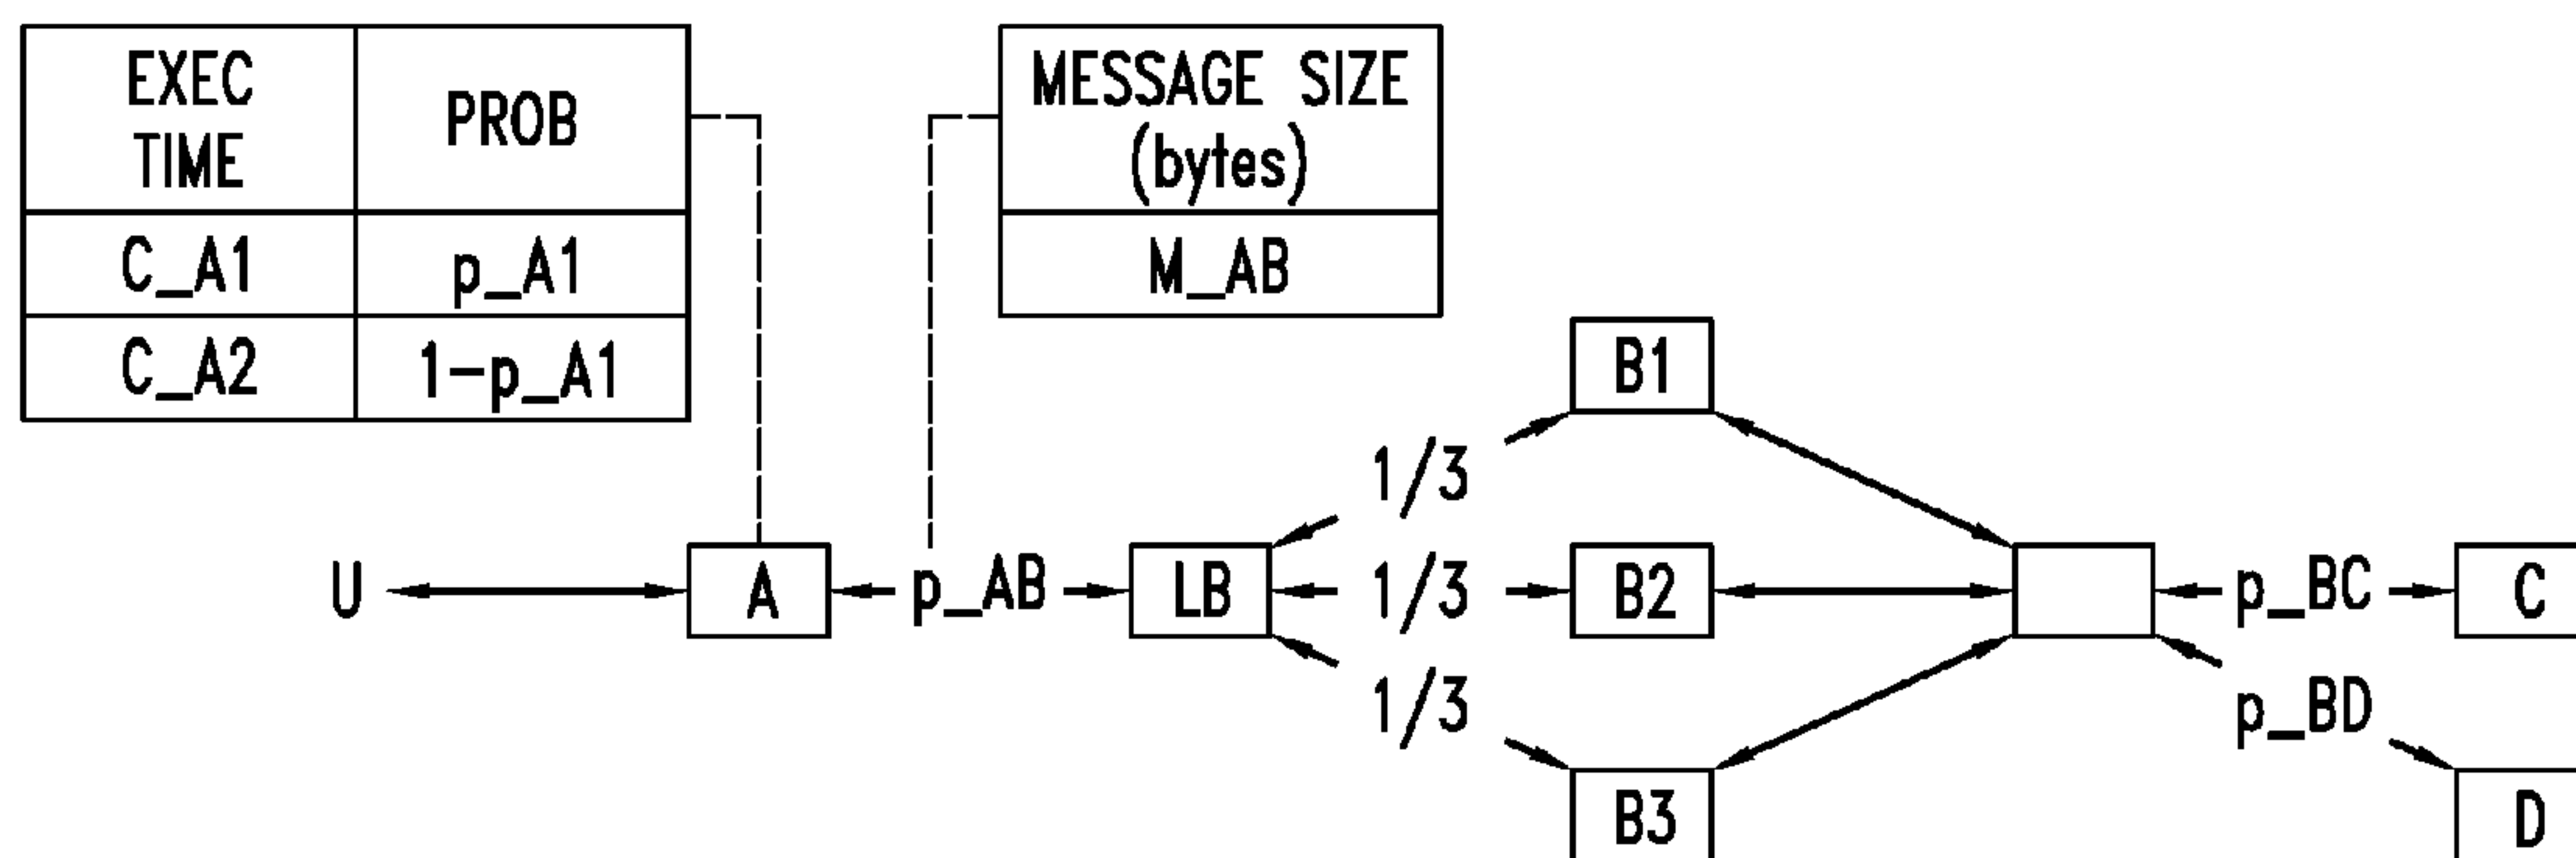 EXEC
TIME
PROB
C_A1
p_A1
C_A2
1-p_A1
MESSAGE SIZE
(bytes)
M_AB
B1
1/3
U
A
p_AB
LB
1/3
B2
p_BC
C
1/3
p_BD
B3
D